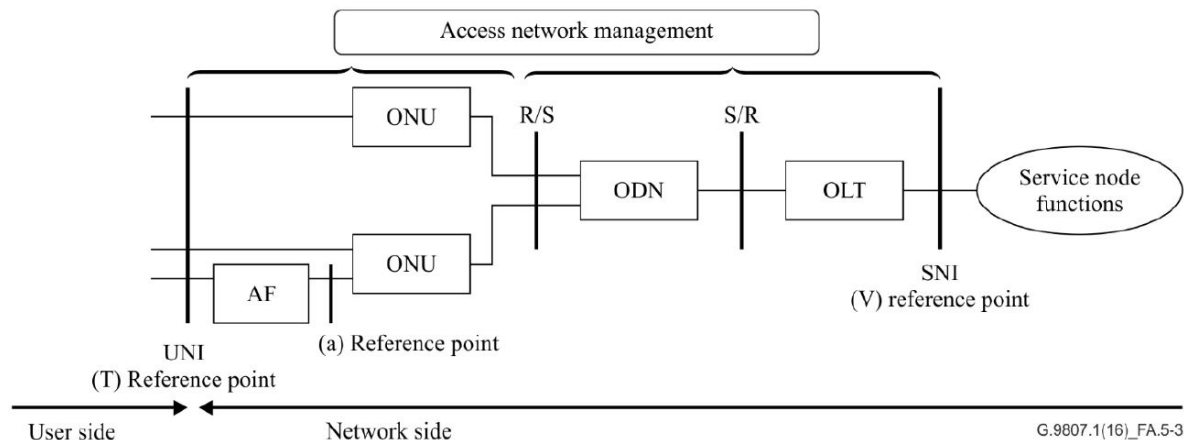 Access network management
ONU
R/S
S/R
ODN
OLT
Service node
functions
ONU
AF
SNI
(V) reference point
(a) Reference point
UNI
(T) Reference point
User side
Network side
G.9807.1(16)_FA.5-3